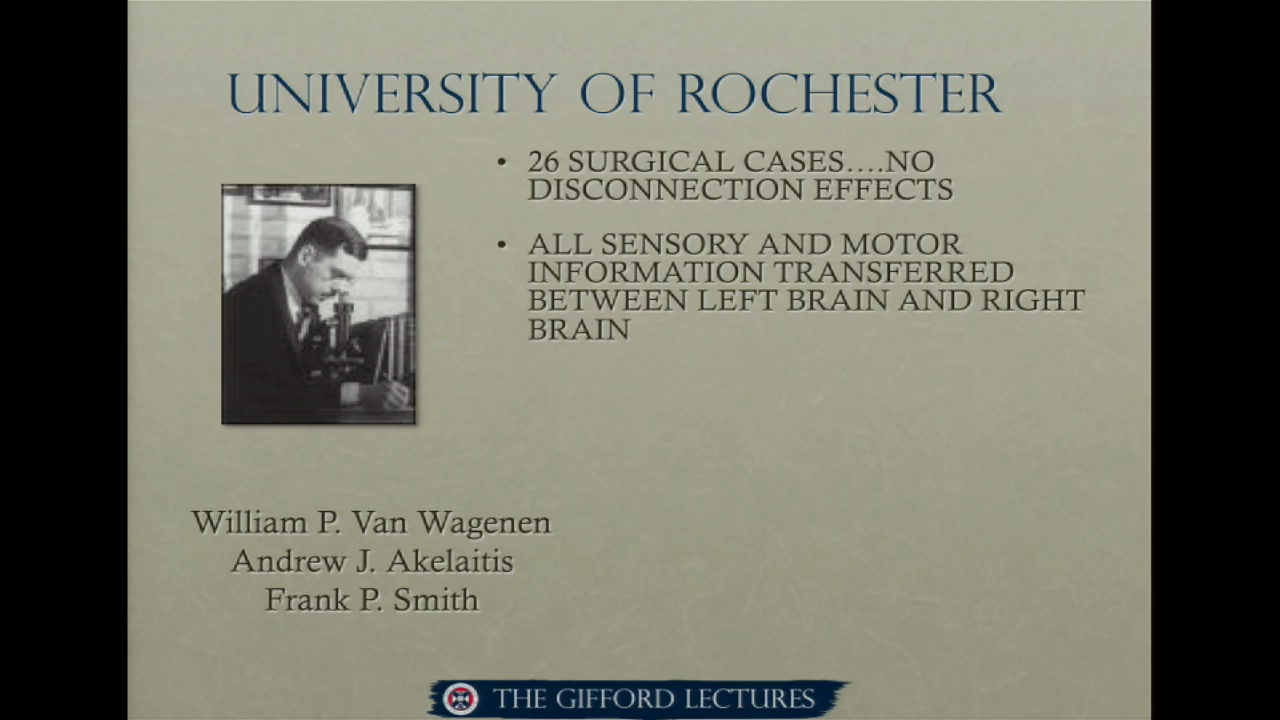 UNIVERSITY OF ROCHESTER
• 26 SURGICAL CASES....NO
DISCONNECTION EFFECTS
• ALL SENSORY AND MOTOR
INFORMATION TRANSFERRED
BETWEEN LEFT BRAIN AND RIGHT
BRAIN
William P. Van Wagenen
Andrew J. Akelaitis
Frank P. Smith
THE GIFFORD LECTURES